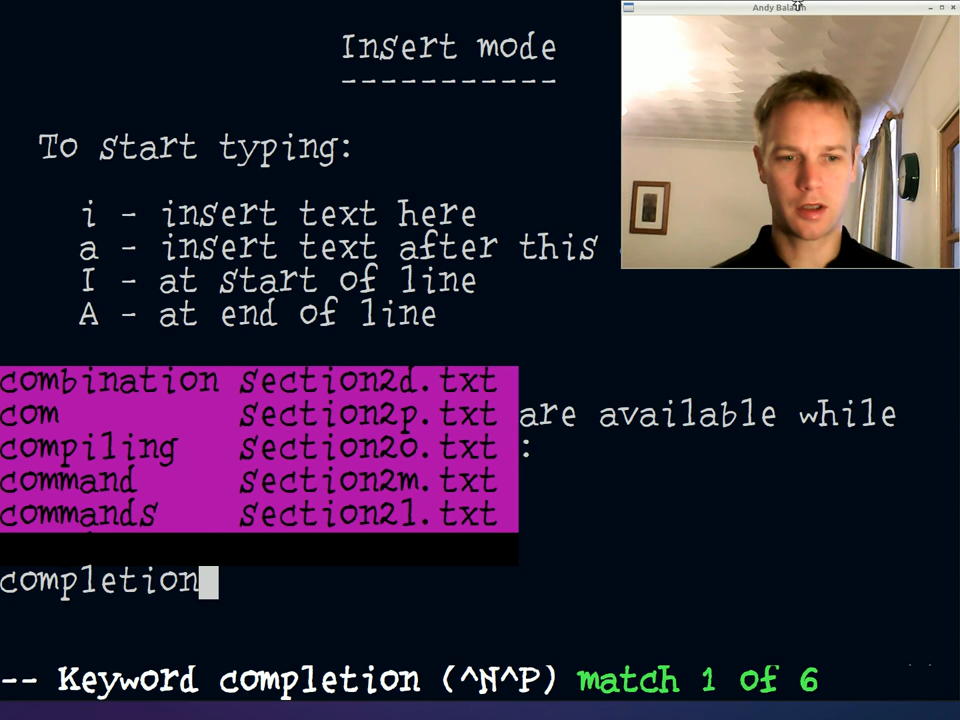 Andy Balaam
Insert mode
-----------
To start typing:
i - insert text here
a - insert text after this
I - at start of line
A - at end of line
combination section2d.txt
com section2p.txt
are available while
compiling section2o.txt
:
command section2m.txt
commands section2l.txt
completion
-- Keyword completion (^N^P) match 1 of 6